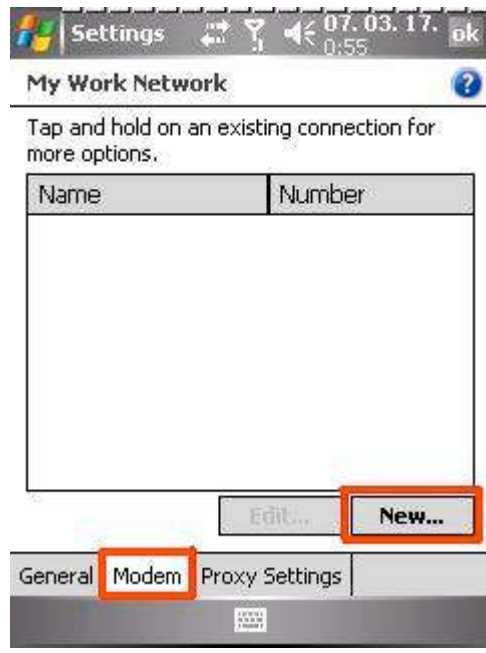 Settings 07. 03. 17. ok
0:55
My Work Network ?
Tap and hold on an existing connection for
more options.
Name Number
Edit... New...
General Modem Proxy Settings